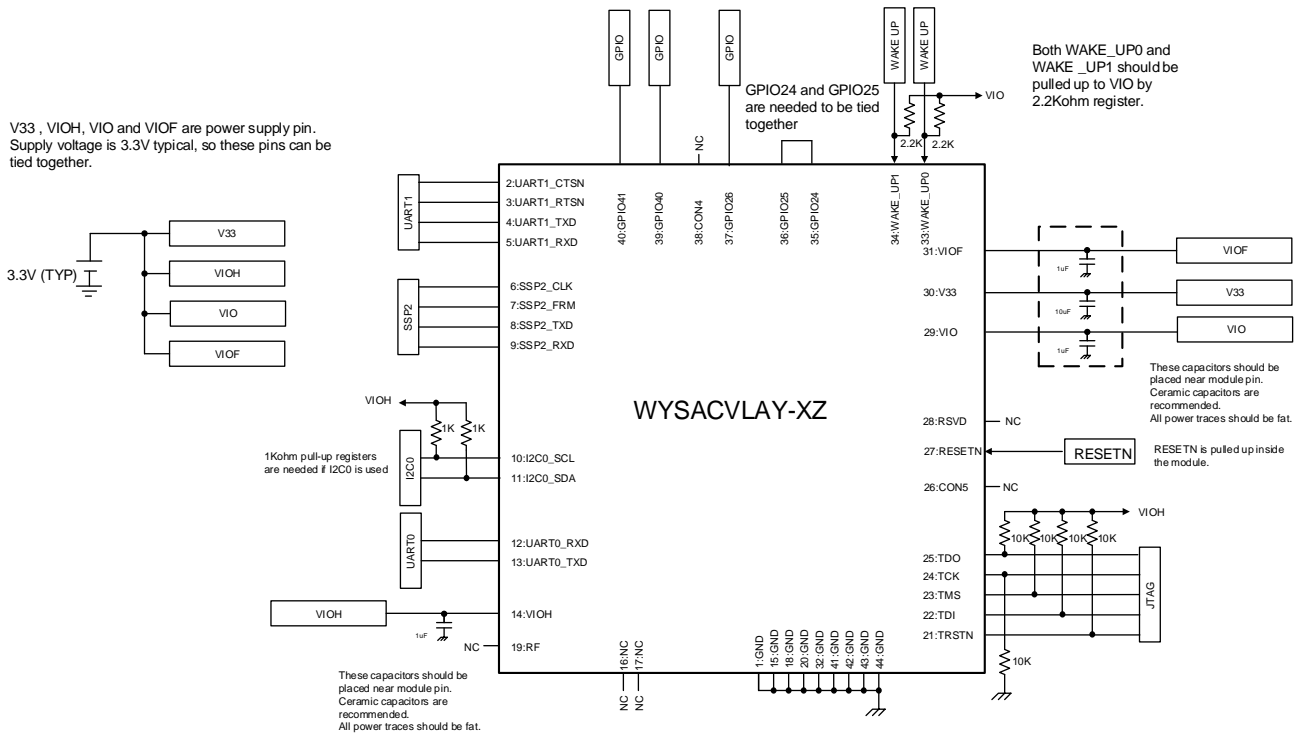 GPIO
GPIO
GPIO
WAKE UP
WAKE UP
Both WAKE_UP0 and
WAKE _UP1 should be
pulled up to VIO by
2.2Kohm register.
GPIO24 and GPIO25
are needed to be tied
together
VIO
2.2K
2.2K
NC
V33 , VIOH, VIO and VIOF are power supply pin.
Supply voltage is 3.3V typical, so these pins can be
tied together.
3.3V (TYP)
V33
VIOH
VIO
VIOF
UART1
2:UART1_CTSN
3:UART1_RTSN
4:UART1_TXD
5:UART1_RXD
40:GPIO41
39:GPIO40
38:CON4
37:GPIO26
36:GPIO25
35:GPIO24
34:WAKE_UP1
33:WAKE_UP0
SSP2
6:SSP2_CLK
7:SSP2_FRM
8:SSP2_TXD
9:SSP2_RXD
31:VIOF
30:V33
29:VIO
1uF
10uF
1uF
VIOF
V33
VIO
These capacitors should be
placed near module pin.
Ceramic capacitors are
recommended.
All power traces should be fat.
WYSACVLAY-XZ
VIOH
1K
1K
1Kohm pull-up registers
are needed if I2C0 is used
I2C0
10:I2C0_SCL
11:I2C0_SDA
28:RSVD
NC
27:RESETN
RESETN
RESETN is pulled up inside
the module.
26:CON5
NC
UART0
12:UART0_RXD
13:UART0_TXD
VIOH
10K
10K
10K
10K
25:TDO
24:TCK
23:TMS
22:TDI
21:TRSTN
JTAG
10K
VIOH
1uF
14:VIOH
NC
19:RF
16:NC
17:NC
NC
NC
1:GND
15:GND
18:GND
20:GND
32:GND
41:GND
42:GND
43:GND
44:GND
These capacitors should be
placed near module pin.
Ceramic capacitors are
recommended.
All power traces should be fat.